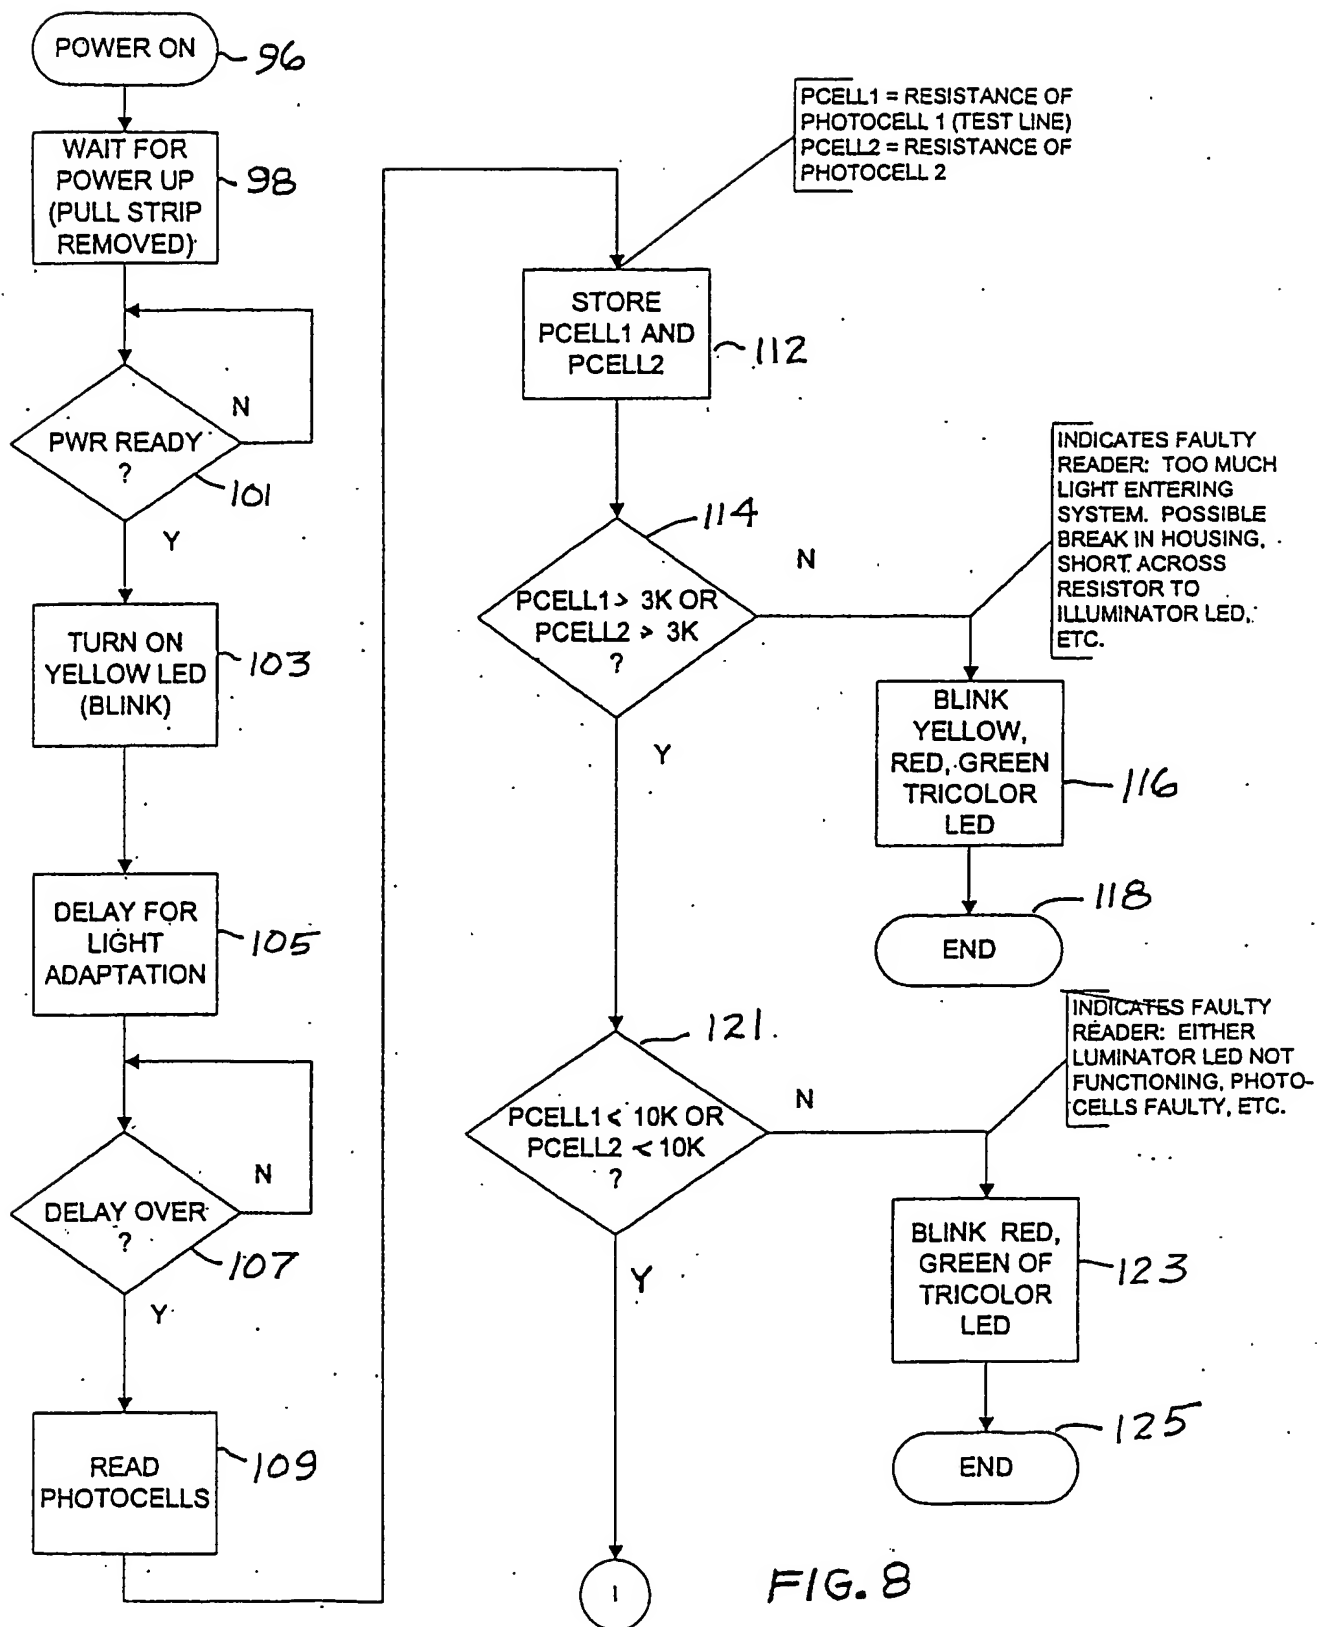 POWER ON
96
WAIT FOR
POWER UP
(PULL STRIP
REMOVED)
98
N
PWR READY
?
101
Y
TURN ON
YELLOW LED
(BLINK)
103
DELAY FOR
LIGHT
ADAPTATION
105
N
DELAY OVER
?
107
Y
READ
PHOTOCELLS
109
PCELL1 = RESISTANCE OF
PHOTOCELL 1 (TEST LINE)
PCELL2 = RESISTANCE OF
PHOTOCELL 2
STORE
PCELL1 AND
PCELL2
112
114
PCELL1 > 3K OR
PCELL2 > 3K
?
N
Y
INDICATES FAULTY
READER: TOO MUCH
LIGHT ENTERING
SYSTEM. POSSIBLE
BREAK IN HOUSING,
SHORT ACROSS
RESISTOR TO
ILLUMINATOR LED,
ETC.
BLINK
YELLOW,
RED, GREEN
TRICOLOR
LED
116
118
END
121
PCELL1 < 10K OR
PCELL2 < 10K
?
N
Y
INDICATES FAULTY
READER: EITHER
LUMINATOR LED NOT
FUNCTIONING, PHOTO-
CELLS FAULTY, ETC.
BLINK RED,
GREEN OF
TRICOLOR
LED
123
125
END
1
FIG. 8